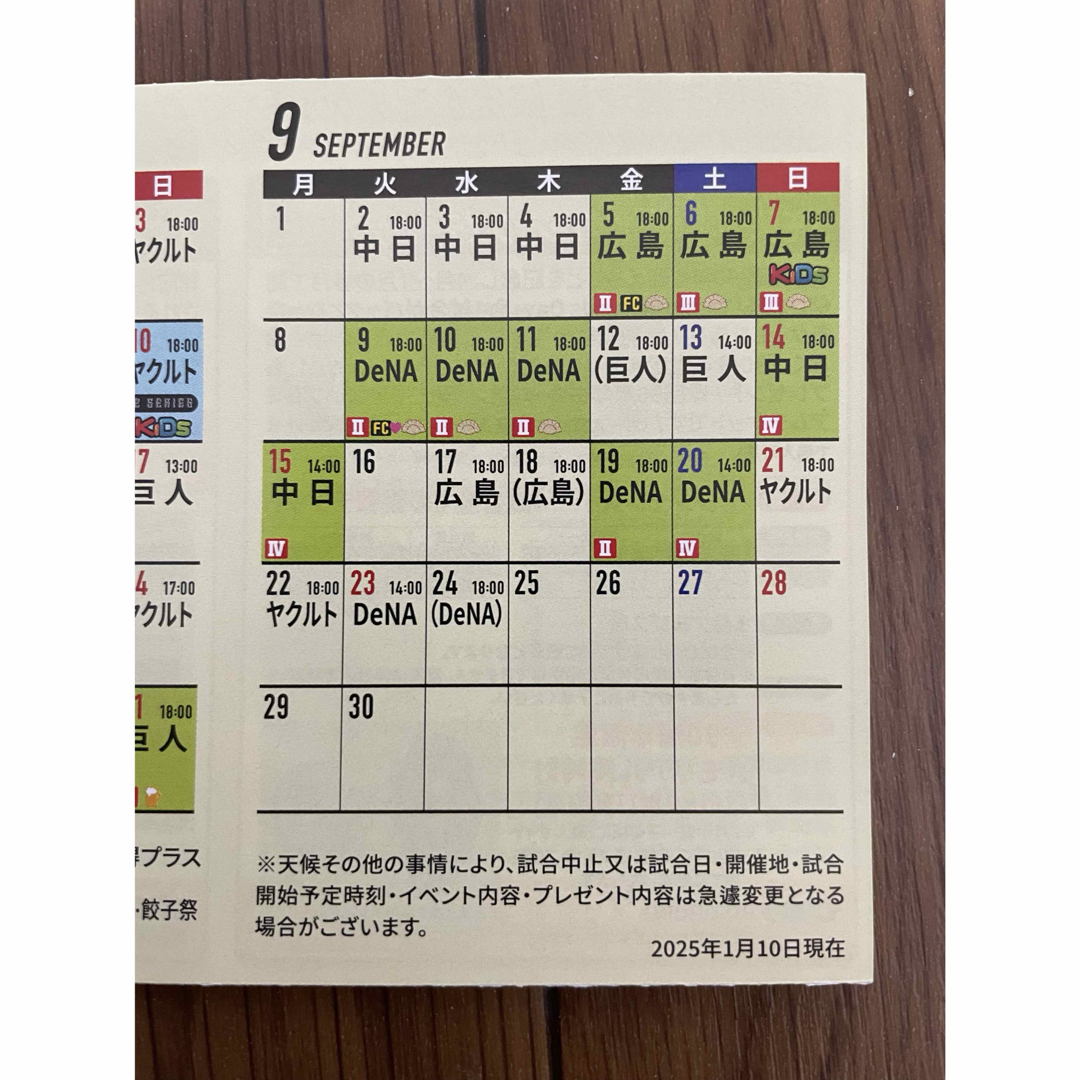 9 SEPTEMBER
日
3 18:00
ヤクルト
10 18:00
ヤクルト
SERIES
KiDS
7 13:00
巨人
4 17:00
ヤクルト
1 18:00
巨人
プラス
・餃子祭
月 火 水 木 金 土 日
1 2 18:00 3 18:00 4 18:00 5 18:00 6 18:00 7 18:00
中日 中日 中日 広島 広島 広島
KiDS
II FC III III
8 9 18:00 10 18:00 11 18:00 12 18:00 13 14:00 14 18:00
DeNA DeNA DeNA (巨人) 巨人 中日
II FC II II IV
15 14:00 16 17 18:00 18 18:00 19 18:00 20 14:00 21 18:00
中日 広島 (広島) DeNA DeNA ヤクルト
IV II IV
22 18:00 23 14:00 24 18:00 25 26 27 28
ヤクルト DeNA (DeNA)
29 30
※天候その他の事情により、試合中止又は試合日・開催地・試合
開始予定時刻・イベント内容・プレゼント内容は急遽変更となる
場合がございます。
2025年1月10日現在